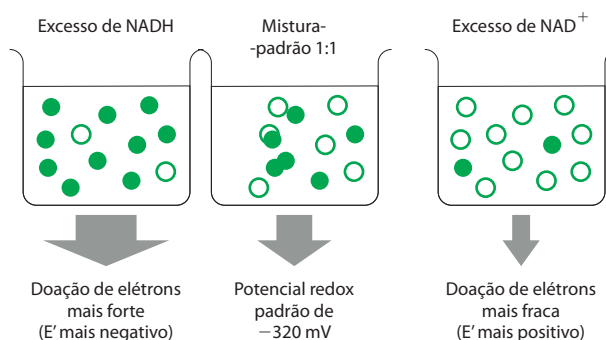 Excesso de NADH
Mistura-
-padrão 1:1
Excesso de NAD+
Doação de elétrons
mais forte
(E' mais negativo)
Potencial redox
padrão de
−320 mV
Doação de elétrons
mais fraca
(E' mais positivo)